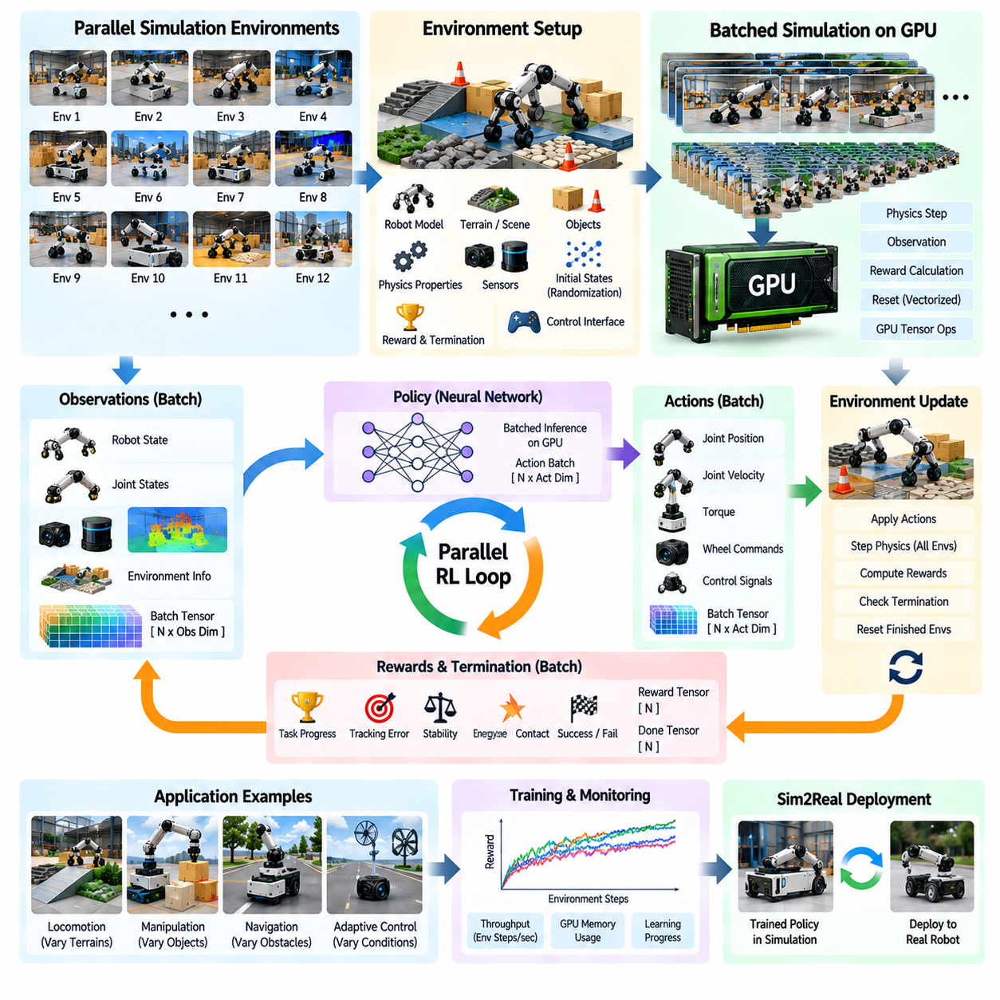 Parallel Simulation Environments
Env 1
Env 2
Env 3
Env 4
Env 5
Env 6
Env 7
Env 8
Env 9
Env 10
Env 11
Env 12
Environment Setup
Robot Model
Terrain / Scene
Objects
Physics Properties
Sensors
Initial States
(Randomization)
Reward & Termination
Control Interface
Batched Simulation on GPU
GPU
Physics Step
Observation
Reward Calculation
Reset (Vectorized)
GPU Tensor Ops
Observations (Batch)
Robot State
Joint States
Environment Info
Batch Tensor
[ N x Obs Dim ]
Policy (Neural Network)
Batched Inference
on GPU
Action Batch
[ N x Act Dim ]
Parallel
RL Loop
Actions (Batch)
Joint Position
Joint Velocity
Torque
Wheel Commands
Control Signals
Batch Tensor
[ N x Act Dim ]
Environment Update
Apply Actions
Step Physics (All Envs)
Compute Rewards
Check Termination
Reset Finished Envs
Rewards & Termination (Batch)
Task Progress
Tracking Error
Stability
Contact
Success / Fail
Reward Tensor
[ N ]
Done Tensor
[ N ]
Application Examples
Locomotion
(Vary Terrains)
Manipulation
(Vary Objects)
Navigation
(Vary Obstacles)
Adaptive Control
(Vary Conditions)
Training & Monitoring
Reward
Environment Steps
Throughput
(Env Steps/sec)
GPU Memory
Usage
Learning
Progress
Sim2Real Deployment
Trained Policy
in Simulation
Deploy to
Real Robot